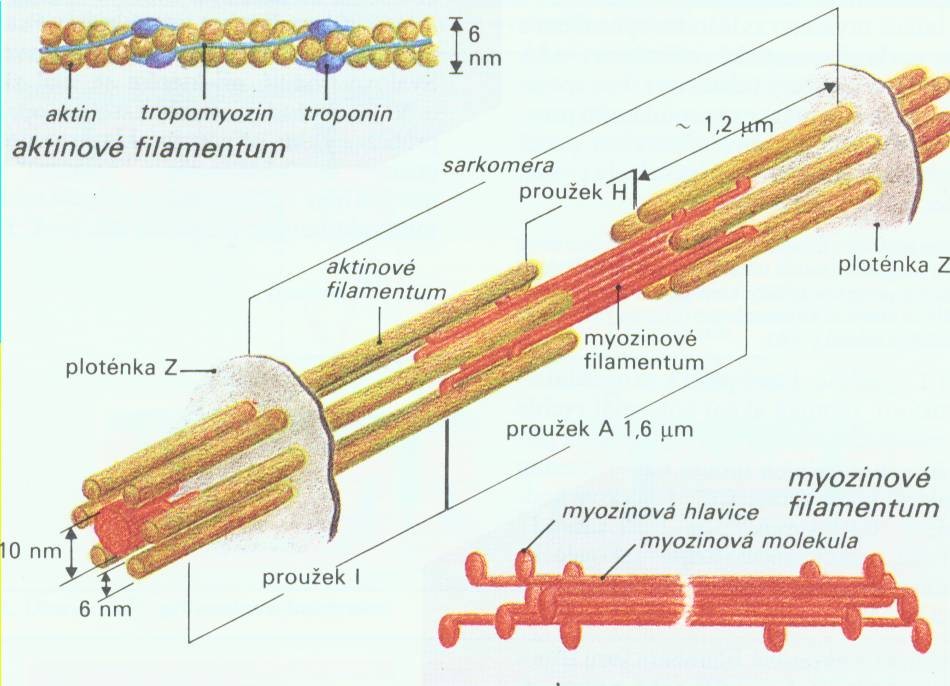 6
nm
aktin
tropomyozin
troponin
aktinové filamentum
~ 1,2 µm
sarkomera
proužek H
aktinové
filamentum
ploténka Z
myozinové
filamentum
ploténka Z
proužek A 1,6 µm
myozinové
filamentum
myozinová hlavice
myozinová molekula
10 nm
proužek I
6 nm